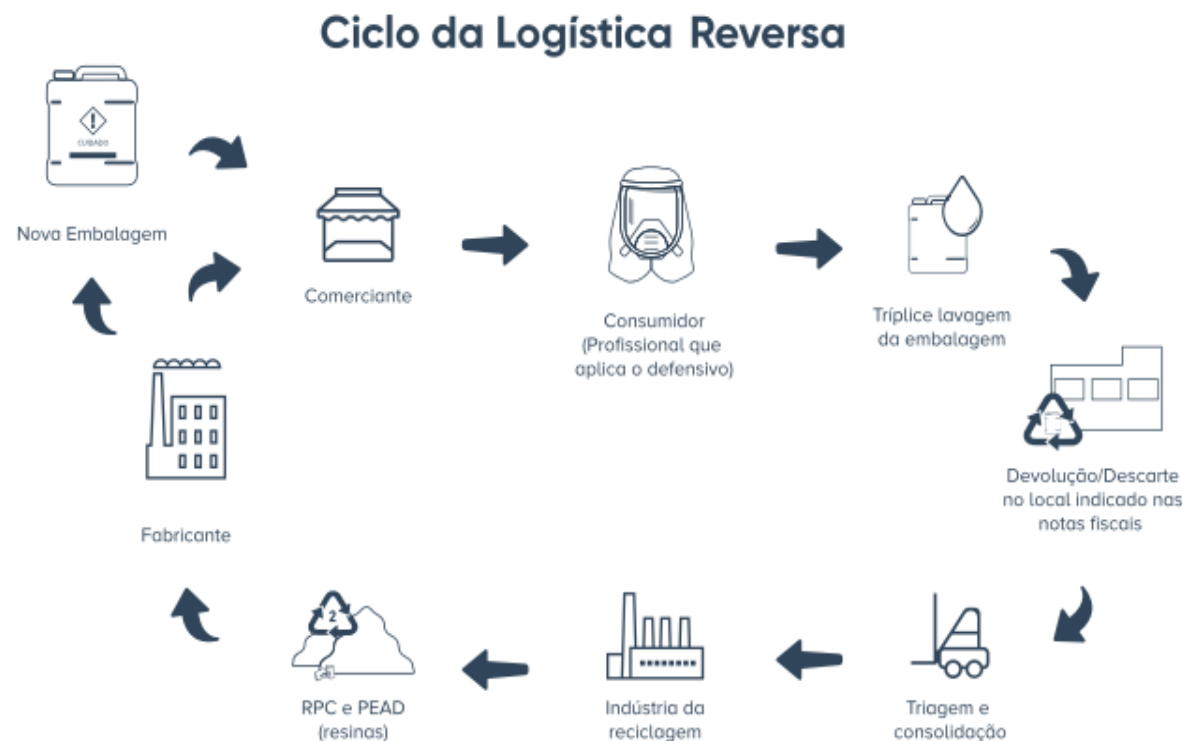 Ciclo da Logística Reversa
CUIDADO
Nova Embalagem
Comerciante
Consumidor
(Profissional que
aplica o defensivo)
Tríplice lavagem
da embalagem
Devolução/Descarte
no local indicado nas
notas fiscais
Fabricante
2
RPC e PEAD
(resinas)
Indústria da
reciclagem
Triagem e
consolidação